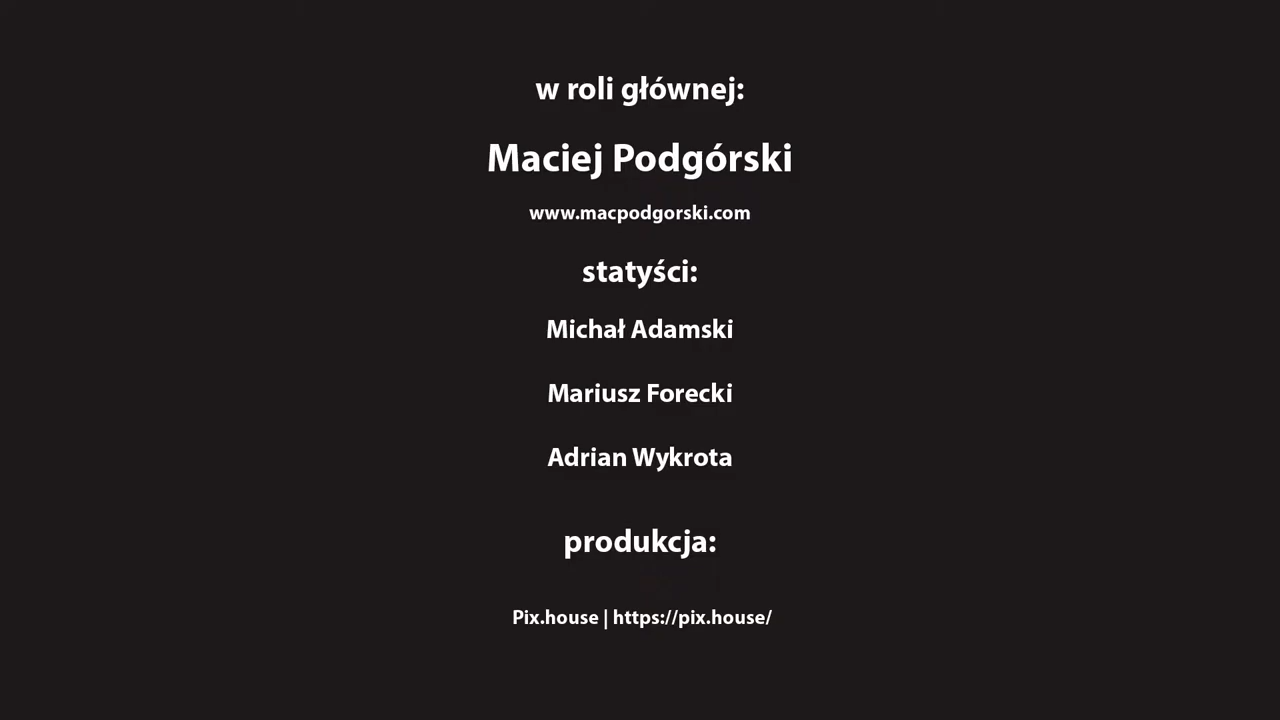 w roli głównej:
Maciej Podgórski
www.macpodgorski.com
statyści:
Michał Adamski
Mariusz Forecki
Adrian Wykrota
produkcja:
Pix.house | https://pix.house/